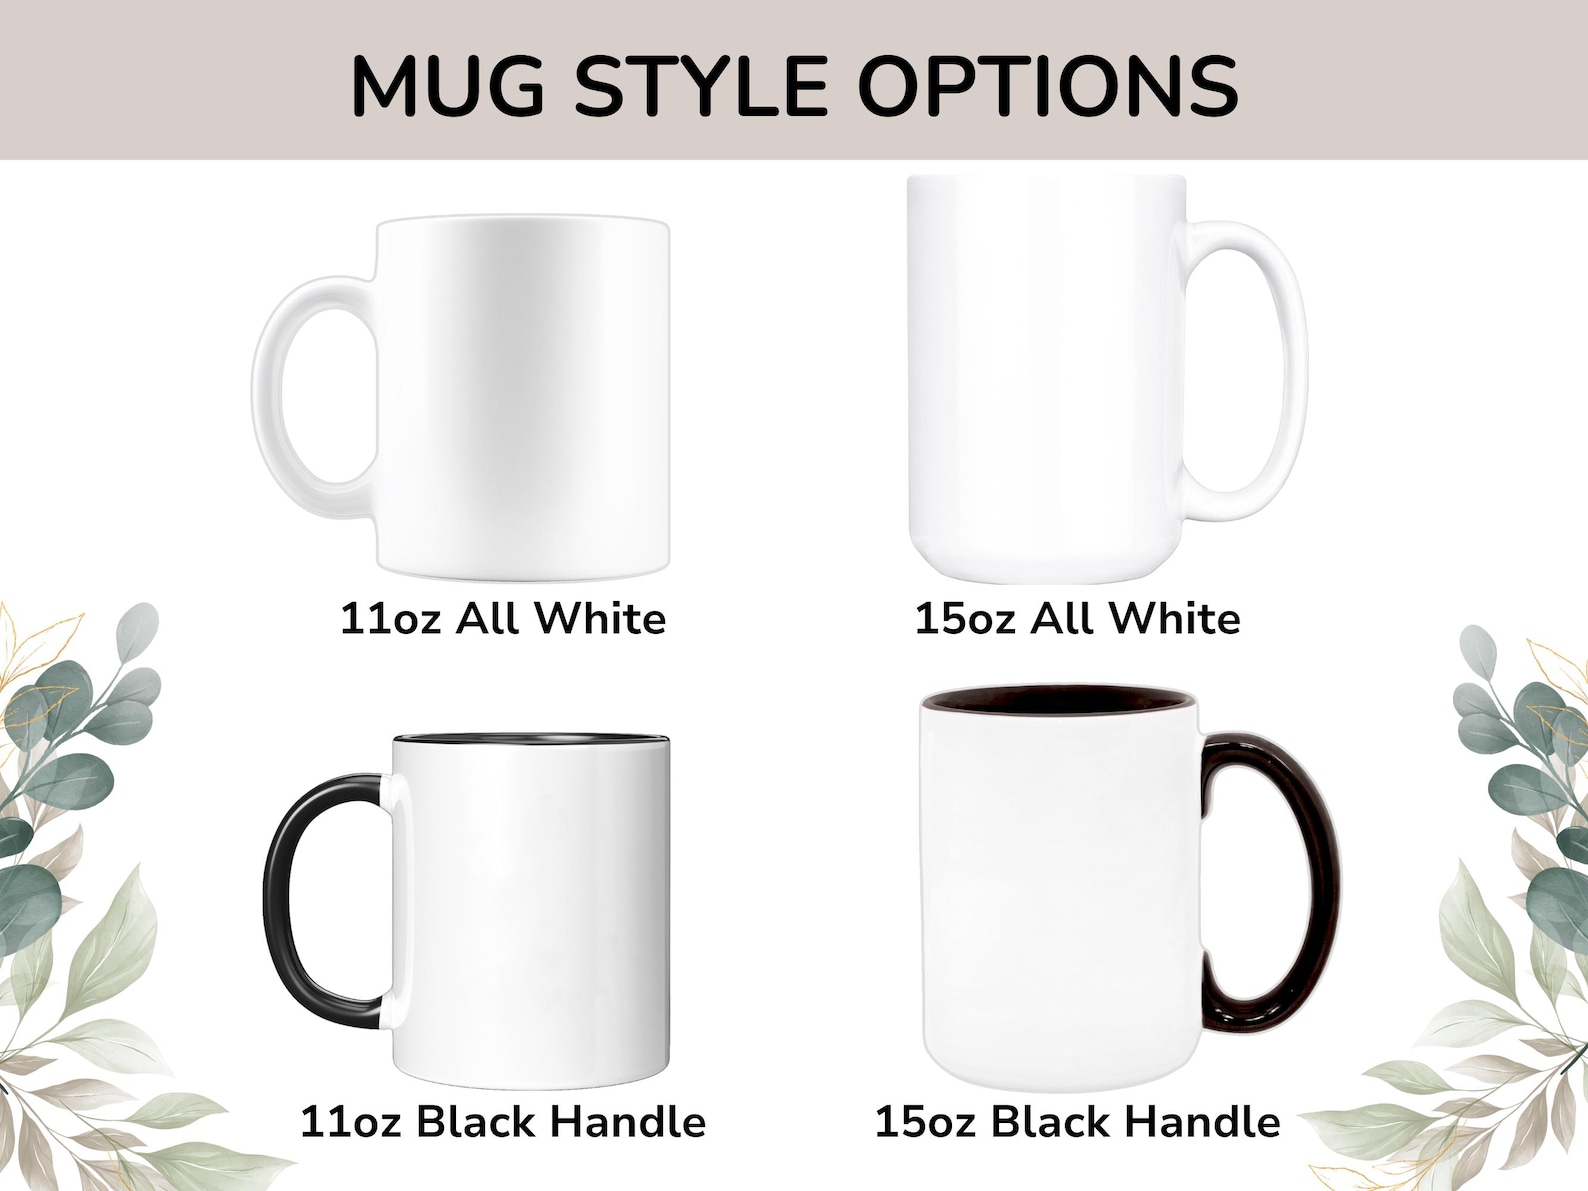 MUG STYLE OPTIONS
11oz All White
15oz All White
11oz Black Handle
15oz Black Handle